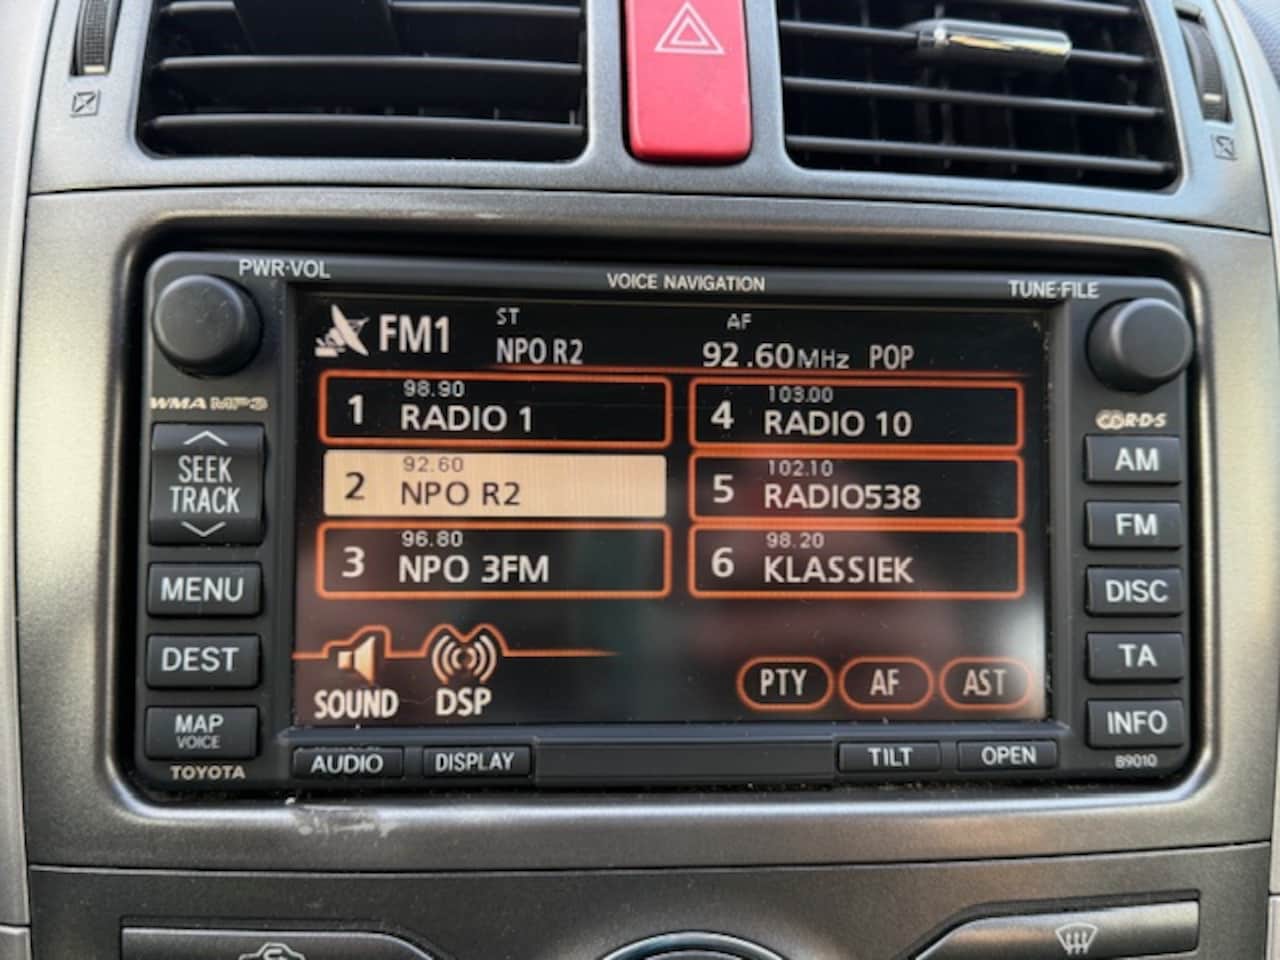 PWR·VOL
VOICE NAVIGATION
TUNE·FILE
FM1
ST
NPO R2
AF
92.60MHz POP
WMA MP3
SEEK
TRACK
MENU
DEST
MAP
VOICE
TOYOTA
1 98.90
RADIO 1
2 92.60
NPO R2
3 96.80
NPO 3FM
4 103.00
RADIO 10
5 102.10
RADIO538
6 98.20
KLASSIEK
SOUND
DSP
PTY
AF
AST
CD R·D·S
AM
FM
DISC
TA
INFO
B9010
AUDIO
DISPLAY
TILT
OPEN